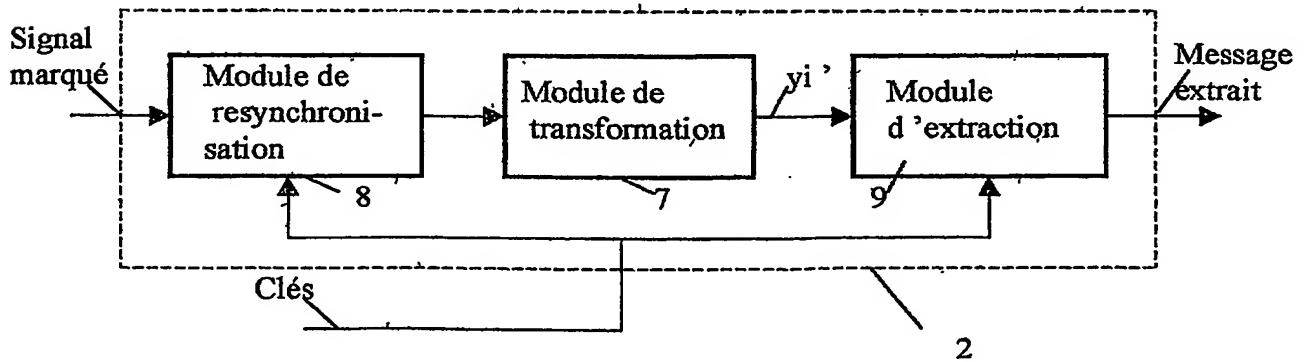 Signal
marqué
Module de
resynchroni-
sation
8
Module de
transformation
7
yi ’
Module
d ’extraction
9
Message
extrait
Clés
2